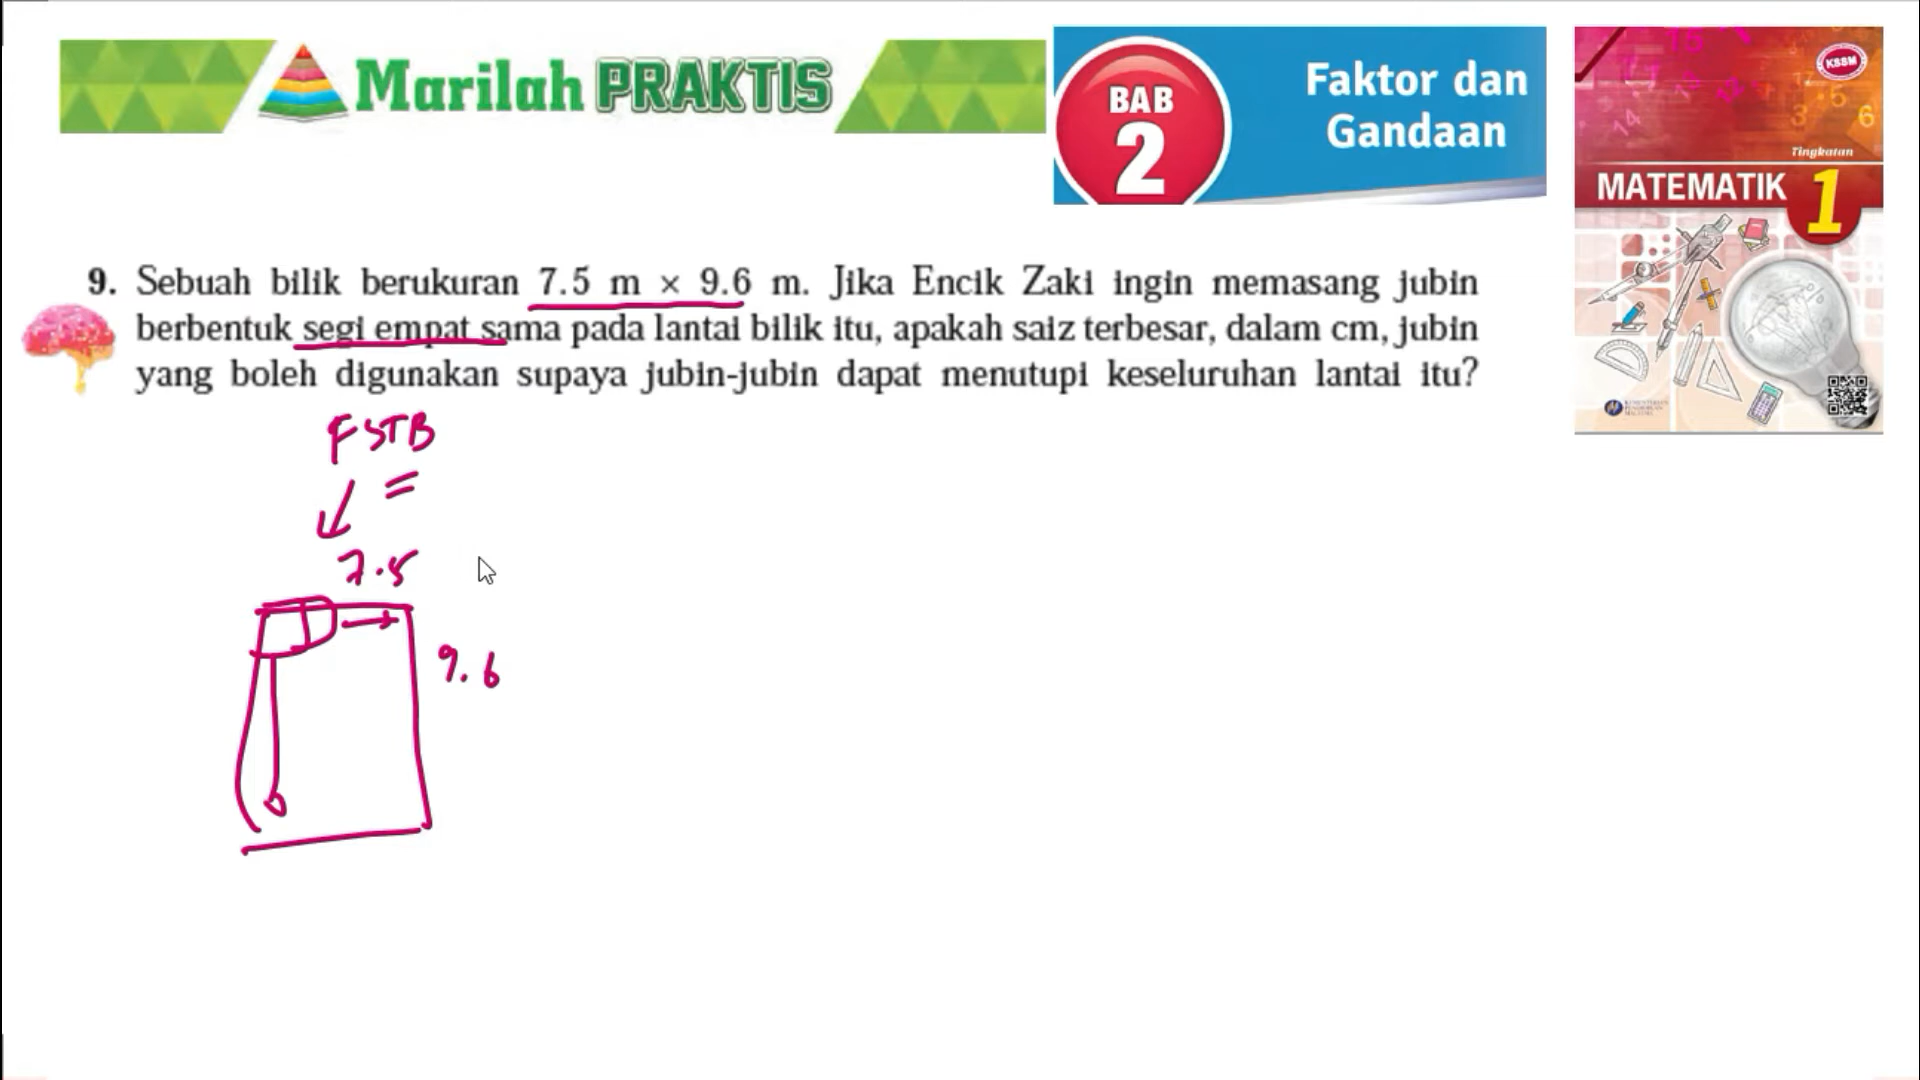 Marilah PRAKTIS
BAB
2
Faktor dan
Gandaan
KSSM
Tingkatan
MATEMATIK 1
9. Sebuah bilik berukuran 7.5 m × 9.6 m. Jika Encik Zaki ingin memasang jubin
berbentuk segi empat sama pada lantai bilik itu, apakah saiz terbesar, dalam cm, jubin
yang boleh digunakan supaya jubin-jubin dapat menutupi keseluruhan lantai itu?
FSTB
7.5
9.6